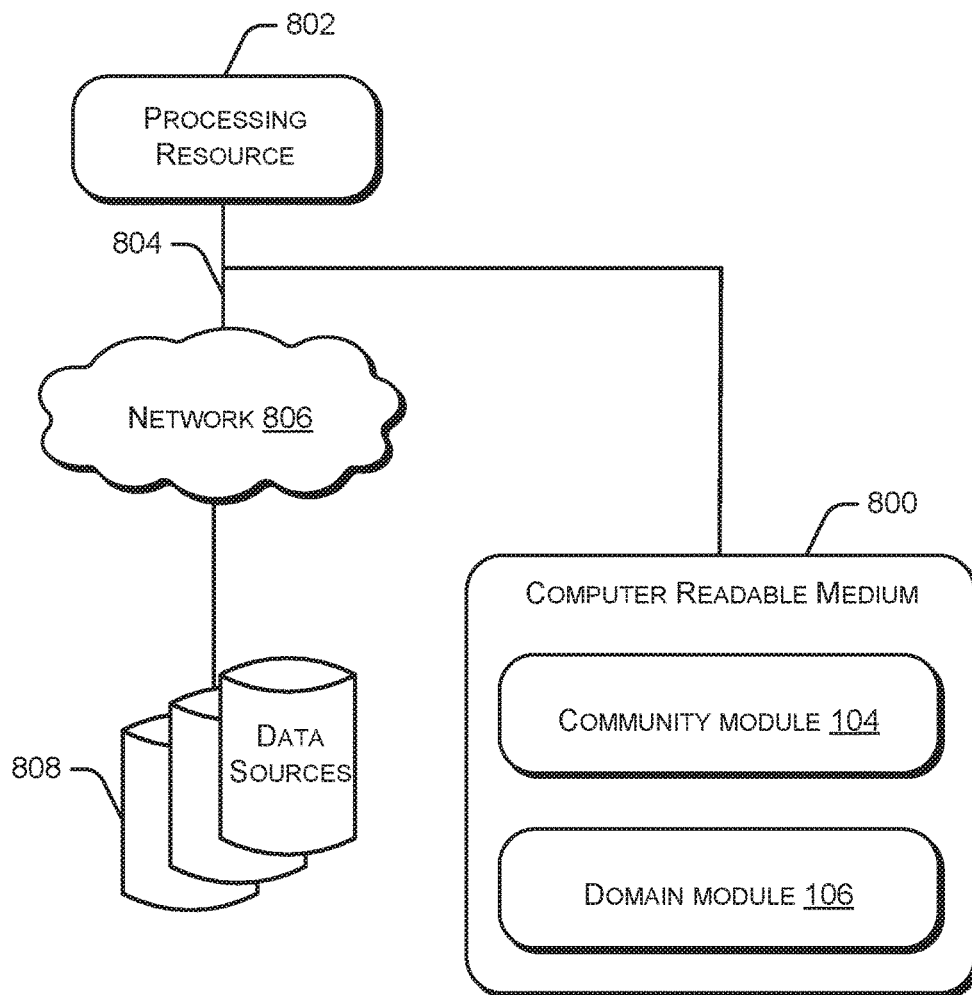 802
PROCESSING
RESOURCE
804
NETWORK 806
800
COMPUTER READABLE MEDIUM
COMMUNITY MODULE 104
DATA
SOURCES
808
DOMAIN MODULE 106